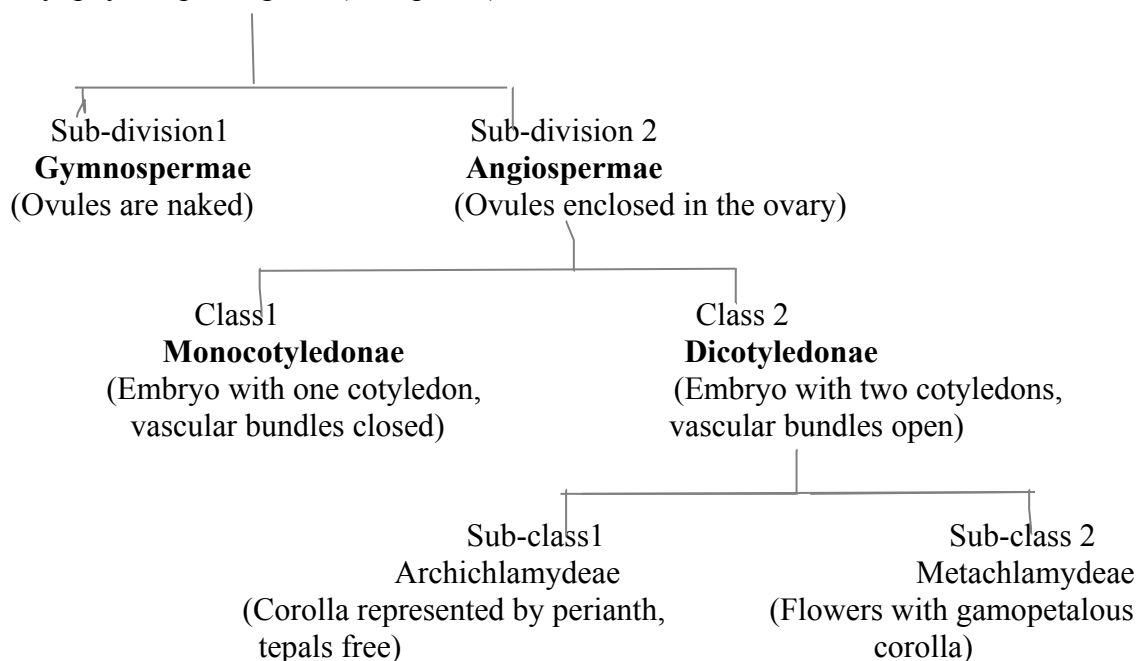 Sub-division1
Sub-division 2
Gymnospermae
Angiospermae
(Ovules are naked)
(Ovules enclosed in the ovary)
Class1
Class 2
Monocotyledonae
Dicotyledonae
(Embryo with one cotyledon,
(Embryo with two cotyledons,
vascular bundles closed)
vascular bundles open)
Sub-class1
Sub-class 2
Archichlamydeae
Metachlamydeae
(Corolla represented by perianth,
(Flowers with gamopetalous
tepals free)
corolla)